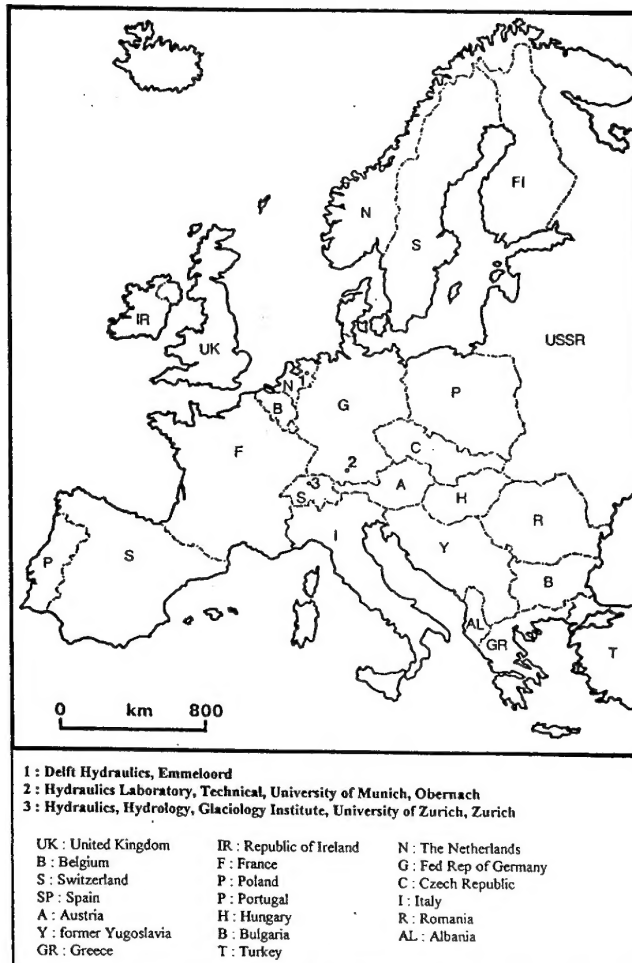 N
FI
S
IR
UK
USSR
N 1
B
G
P
F
C
2
3
S
A
H
R
I
Y
P
S
B
AL
GR
T
0 km 800
1 : Delft Hydraulics, Emmeloord
2 : Hydraulics Laboratory, Technical, University of Munich, Obernach
3 : Hydraulics, Hydrology, Glaciology Institute, University of Zurich, Zurich
UK : United Kingdom IR : Republic of Ireland N : The Netherlands
B : Belgium F : France G : Fed Rep of Germany
S : Switzerland P : Poland C : Czech Republic
SP : Spain P : Portugal I : Italy
A : Austria H : Hungary R : Romania
Y : former Yugoslavia B : Bulgaria AL : Albania
GR : Greece T : Turkey